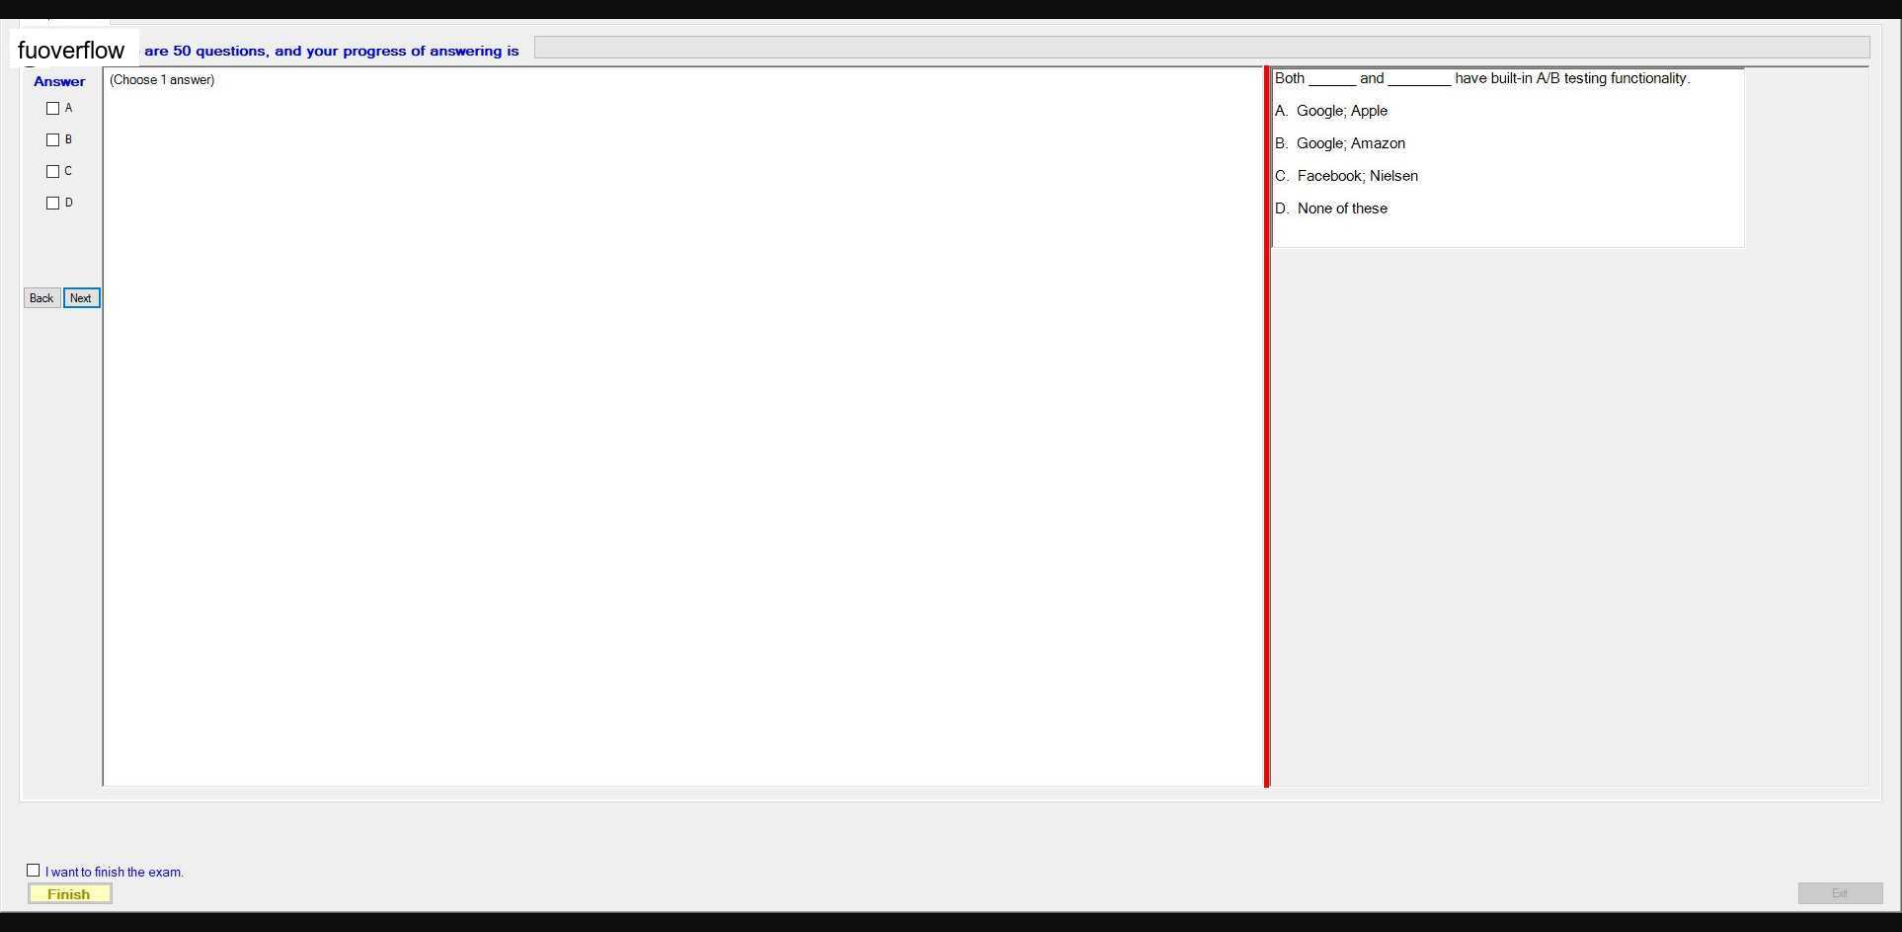 fuoverflow are 50 questions, and your progress of answering is
Answer
(Choose 1 answer)
A
B
C
D
Back Next
Both ______ and ________ have built-in A/B testing functionality.
A. Google; Apple
B. Google; Amazon
C. Facebook; Nielsen
D. None of these
I want to finish the exam.
Finish
Exit